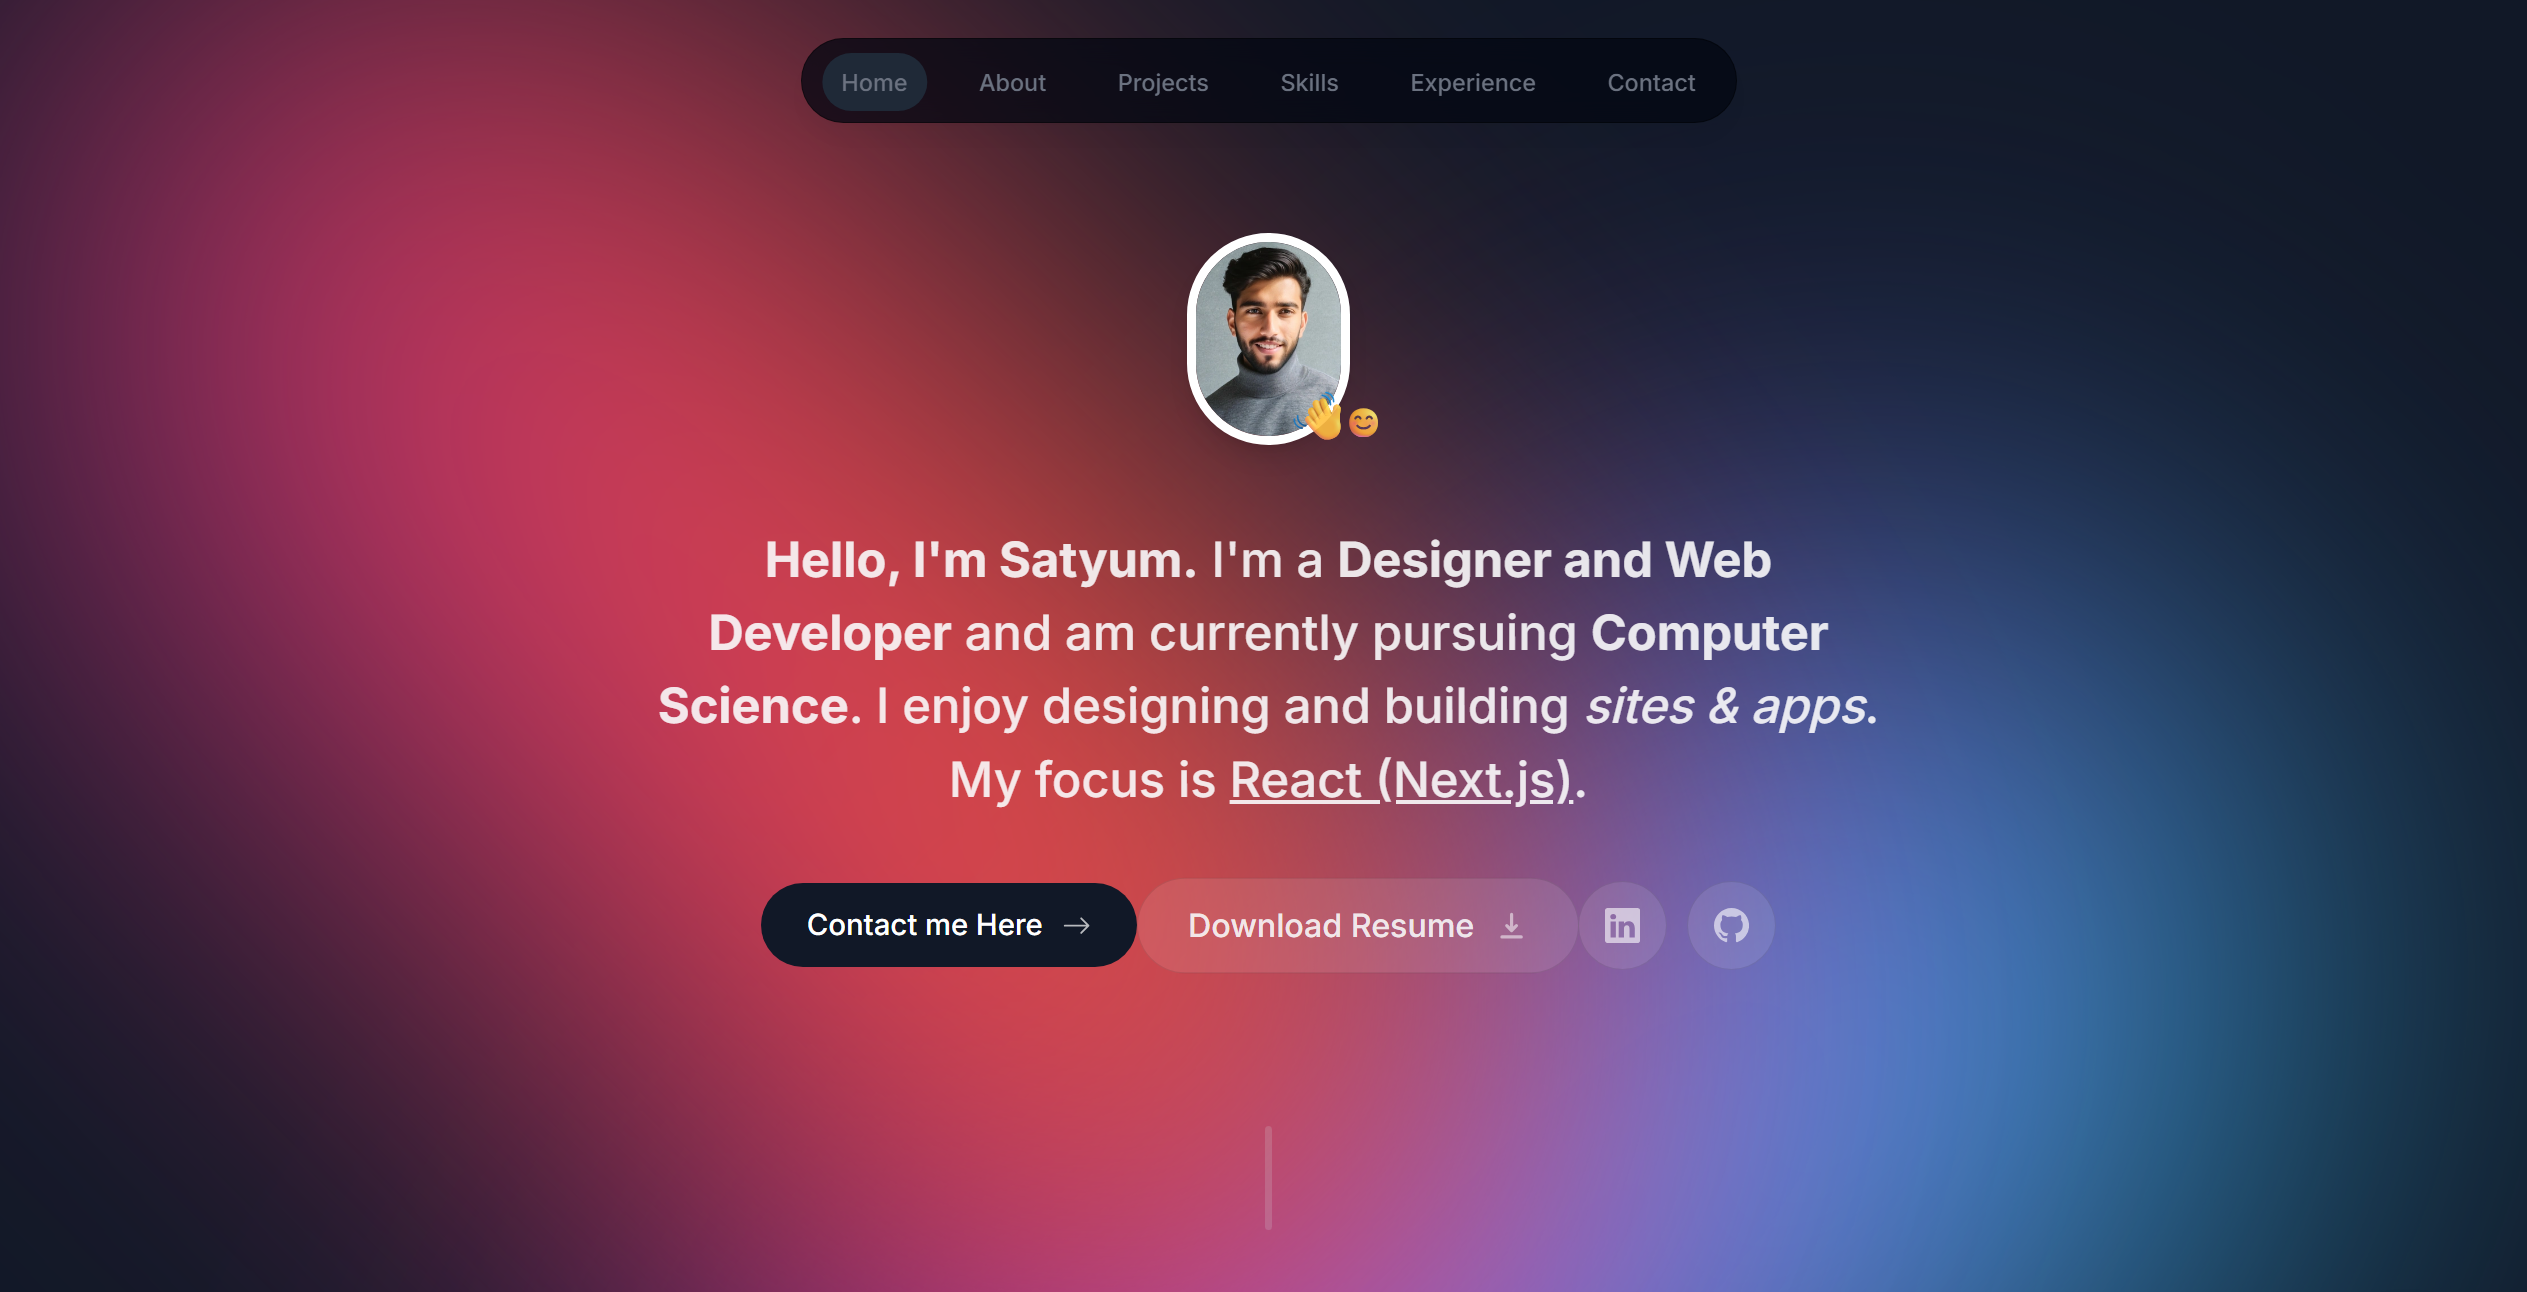 Home About Projects Skills Experience Contact
Hello, I'm Satyum. I'm a Designer and Web
Developer and am currently pursuing Computer
Science. I enjoy designing and building sites & apps.
My focus is React (Next.js).
Contact me Here Download Resume in